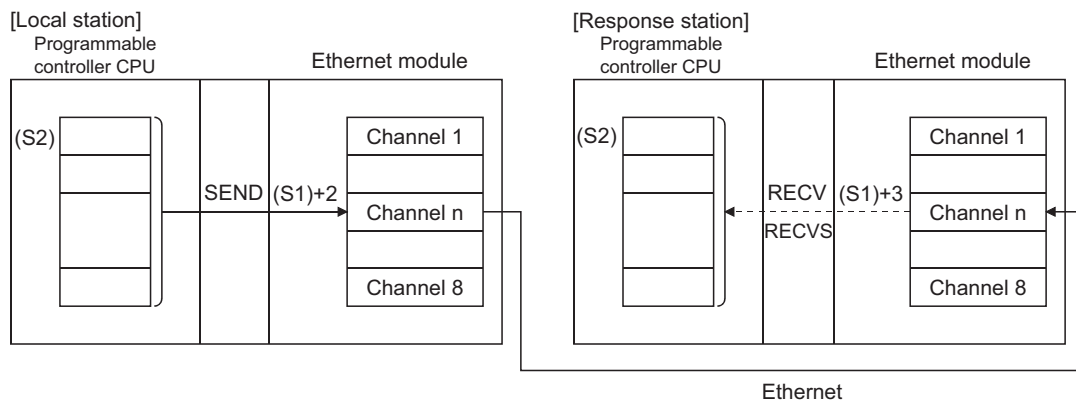 [Local station]
Programmable
controller CPU
Ethernet module
(S2)
Channel 1
SEND
(S1)+2
Channel n
Channel 8
[Response station]
Programmable
controller CPU
Ethernet module
(S2)
Channel 1
RECV
(S1)+3
Channel n
RECVS
Channel 8
Ethernet